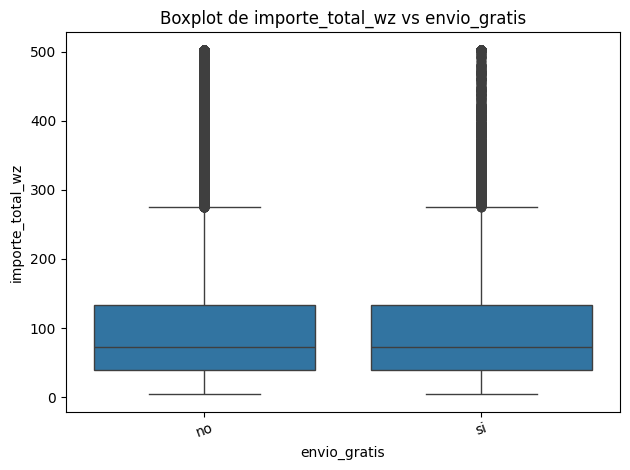 Boxplot de importe_total_wz vs envio_gratis
500
400
300
200
100
0
importe_total_wz
no
si
envio_gratis